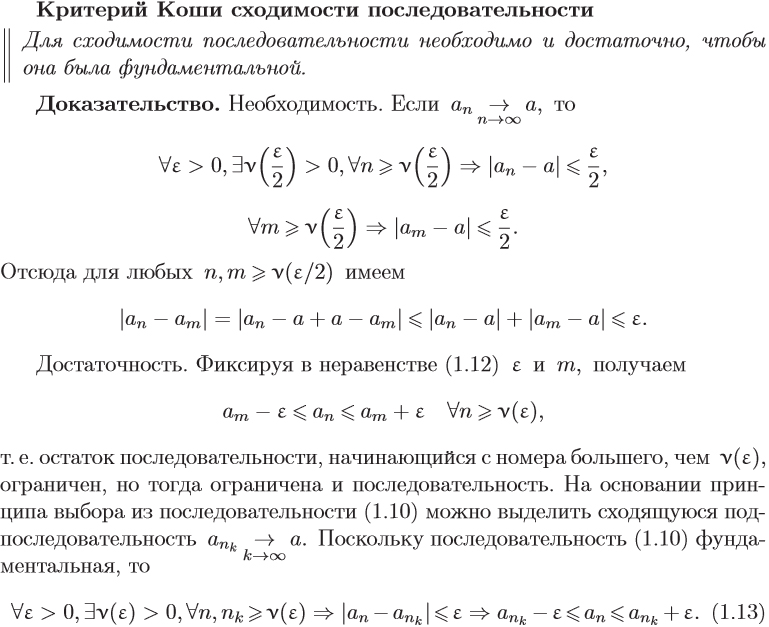 Критерий Коши сходимости последовательности
Для сходимости последовательности необходимо и достаточно, чтобы
она была фундаментальной.
Доказательство. Необходимость. Если a_n →_{n→∞} a, то
∀ε > 0, ∃ν(ε/2) > 0, ∀n ⩾ ν(ε/2) ⇒ |a_n − a| ⩽ ε/2,
∀m ⩾ ν(ε/2) ⇒ |a_m − a| ⩽ ε/2.
Отсюда для любых n, m ⩾ ν(ε/2) имеем
|a_n − a_m| = |a_n − a + a − a_m| ⩽ |a_n − a| + |a_m − a| ⩽ ε.
Достаточность. Фиксируя в неравенстве (1.12) ε и m, получаем
a_m − ε ⩽ a_n ⩽ a_m + ε ∀n ⩾ ν(ε),
т. е. остаток последовательности, начинающийся с номера большего, чем ν(ε),
ограничен, но тогда ограничена и последовательность. На основании прин-
ципа выбора из последовательности (1.10) можно выделить сходящуюся под-
последовательность a_{n_k} →_{k→∞} a. Поскольку последовательность (1.10) фунда-
ментальная, то
∀ε > 0, ∃ν(ε) > 0, ∀n, n_k ⩾ ν(ε) ⇒ |a_n − a_{n_k}| ⩽ ε ⇒ a_{n_k} − ε ⩽ a_n ⩽ a_{n_k} + ε. (1.13)